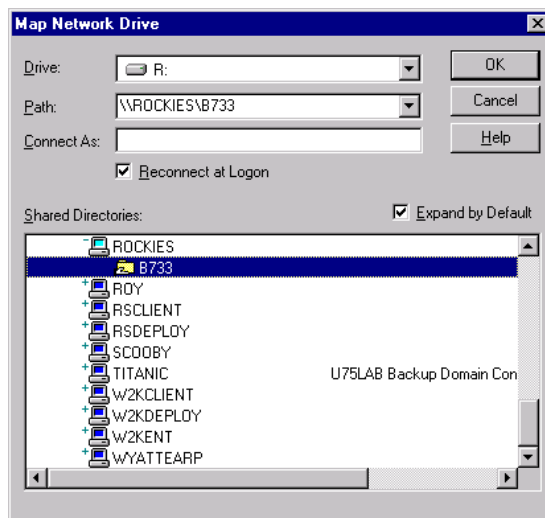 Map Network Drive
Drive: R: OK
Path: \\ROCKIES\B733 Cancel
Connect As: Help
Reconnect at Logon
Shared Directories: Expand by Default
ROCKIES
B733
ROY
RSCLIENT
RSDEPLOY
SCOOBY
TITANIC U75LAB Backup Domain Con
W2KCLIENT
W2KDEPLOY
W2KENT
WYATTEARP